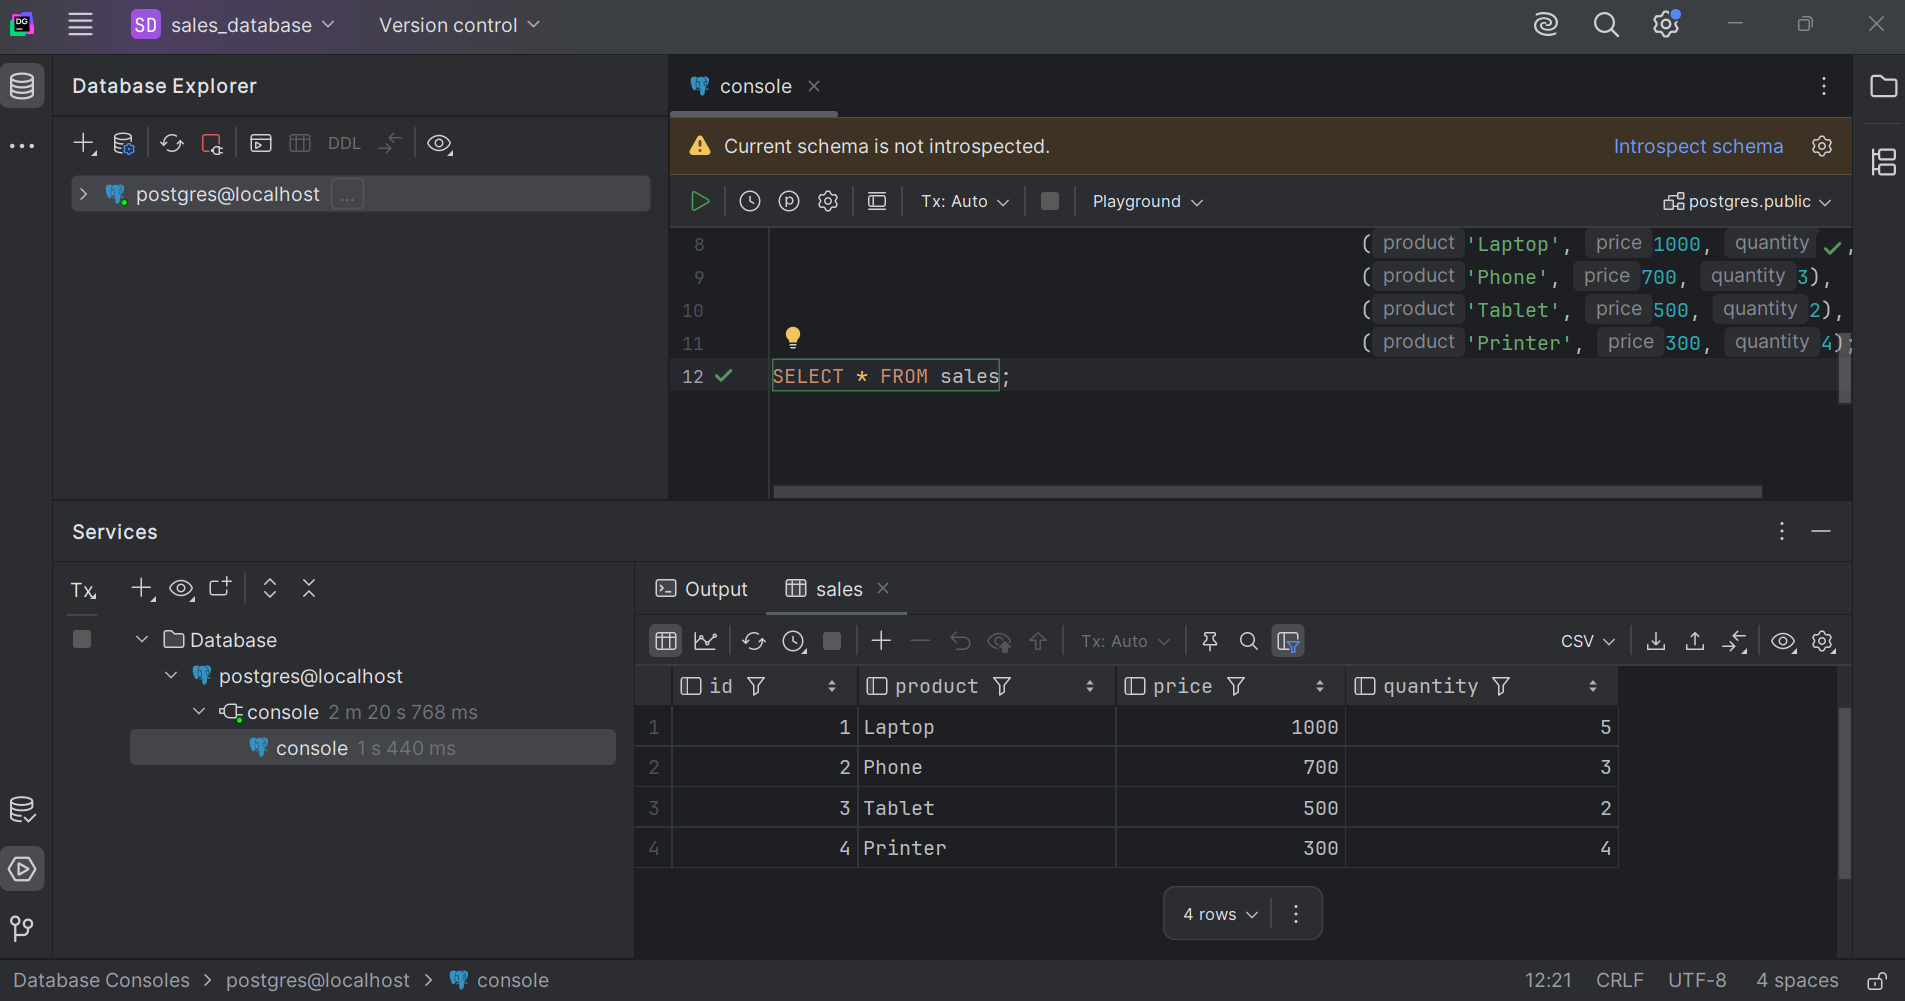 DG
SD sales_database
Version control
Database Explorer
console
DDL
Current schema is not introspected.
Introspect schema
postgres@localhost ...
Tx: Auto
Playground
postgres.public
8 ( product 'Laptop', price 1000, quantity ,
9 ( product 'Phone', price 700, quantity 3),
10 ( product 'Tablet', price 500, quantity 2),
11 ( product 'Printer', price 300, quantity 4);
12 SELECT * FROM sales;
Services
Tx
Output
sales
Database
postgres@localhost
console 2 m 20 s 768 ms
console 1 s 440 ms
Tx: Auto
CSV
id product price quantity
1 1 Laptop 1000 5
2 2 Phone 700 3
3 3 Tablet 500 2
4 4 Printer 300 4
4 rows
Database Consoles > postgres@localhost > console
12:21 CRLF UTF-8 4 spaces